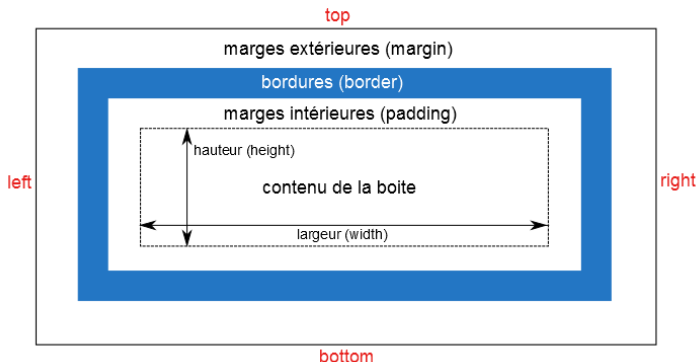 top
marges extérieures (margin)
bordures (border)
marges intérieures (padding)
hauteur (height)
left
contenu de la boite
right
largeur (width)
bottom